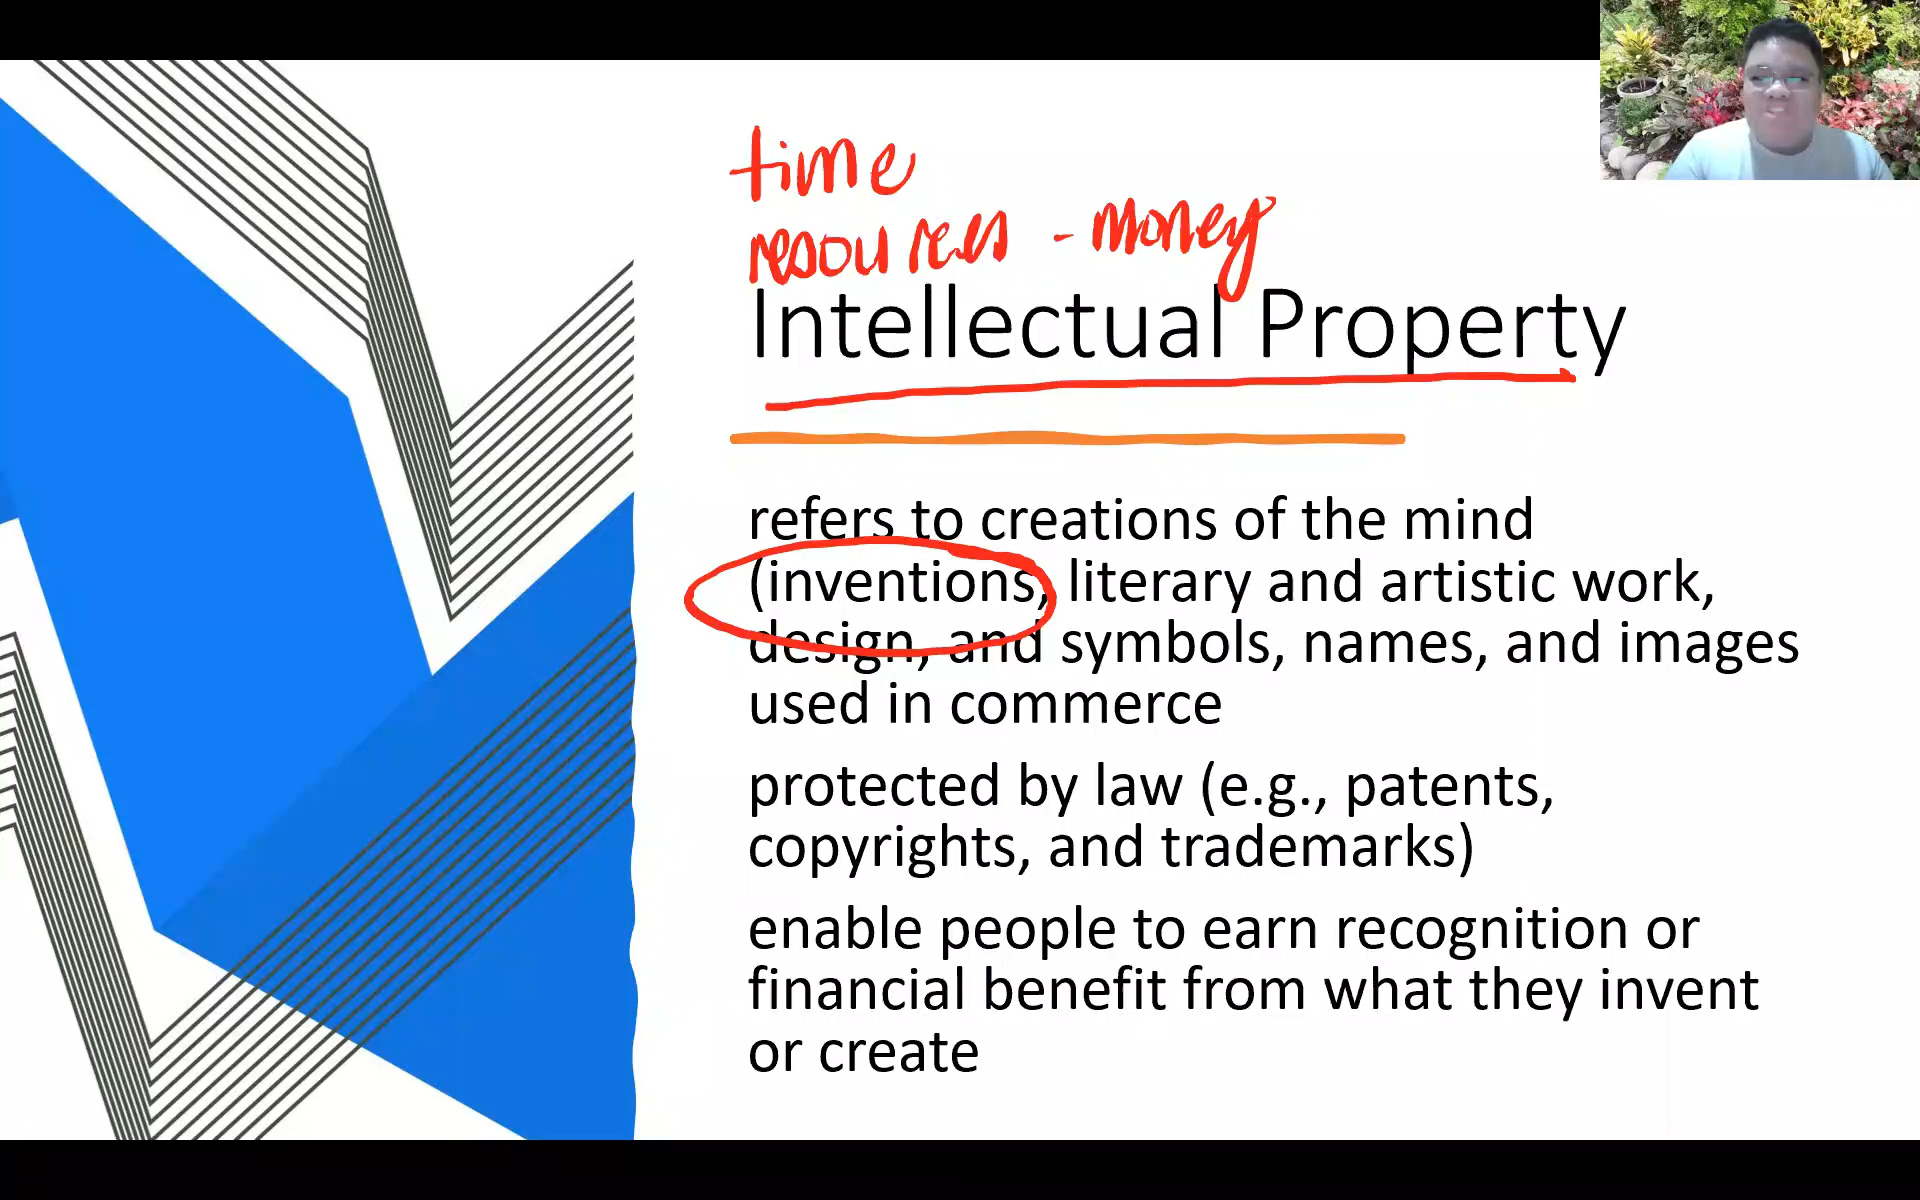 time
resources - money
Intellectual Property
refers to creations of the mind
(inventions, literary and artistic work,
design, and symbols, names, and images
used in commerce
protected by law (e.g., patents,
copyrights, and trademarks)
enable people to earn recognition or
financial benefit from what they invent
or create